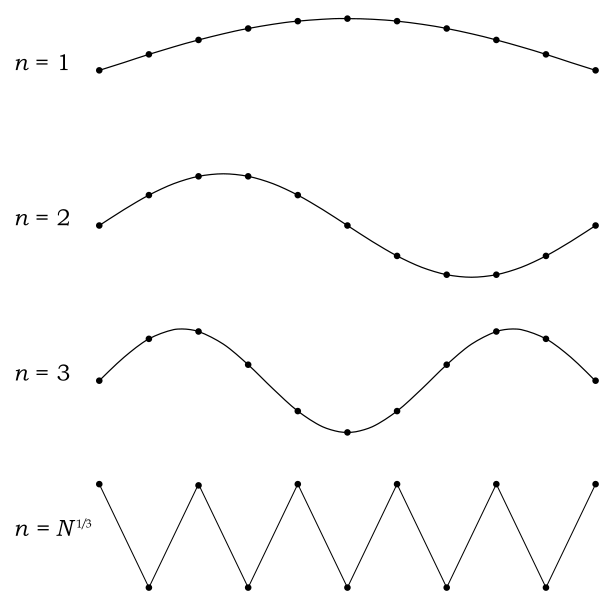 n = 1
n = 2
n = 3
n = N^1/3